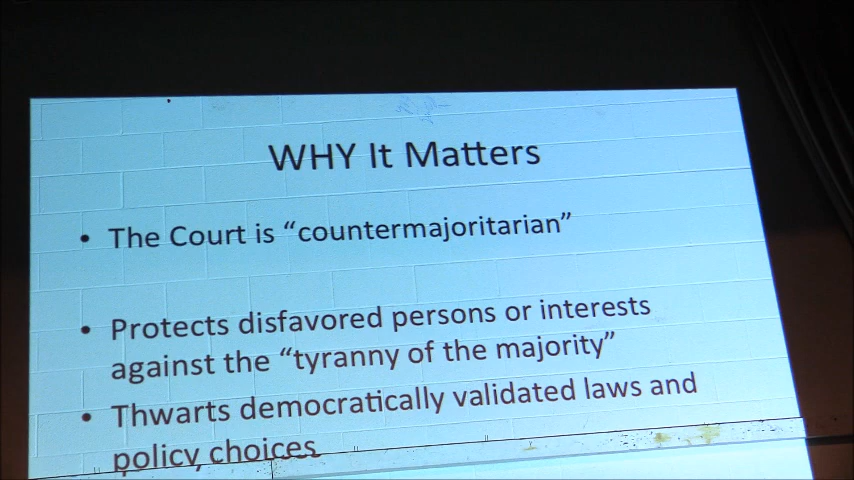 WHY It Matters
• The Court is “countermajoritarian”
• Protects disfavored persons or interests
against the “tyranny of the majority”
• Thwarts democratically validated laws and
policy choices